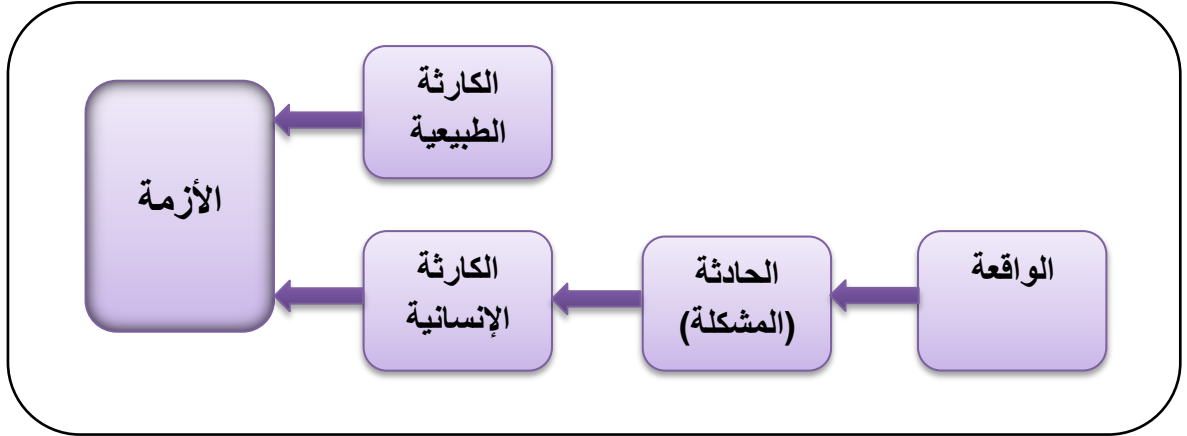 الكارثة
الطبيعية
الأزمة
الواقعة
الحادثة
(المشكلة)
الكارثة
الإنسانية